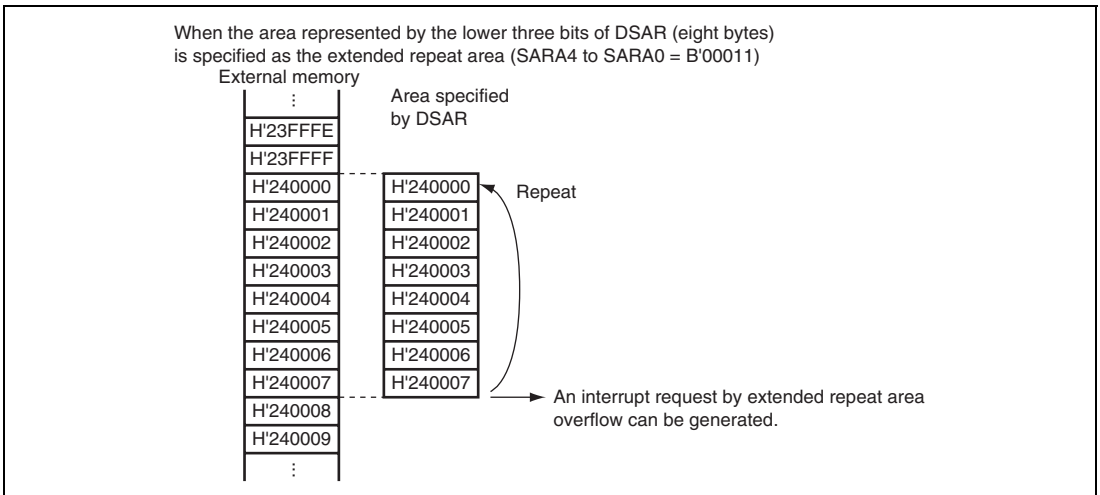 When the area represented by the lower three bits of DSAR (eight bytes)
is specified as the extended repeat area (SARA4 to SARA0 = B'00011)
External memory
Area specified
by DSAR
⋮
H'23FFFE
H'23FFFF
H'240000
H'240001
H'240002
H'240003
H'240004
H'240005
H'240006
H'240007
H'240008
H'240009
⋮
H'240000
H'240001
H'240002
H'240003
H'240004
H'240005
H'240006
H'240007
Repeat
An interrupt request by extended repeat area
overflow can be generated.